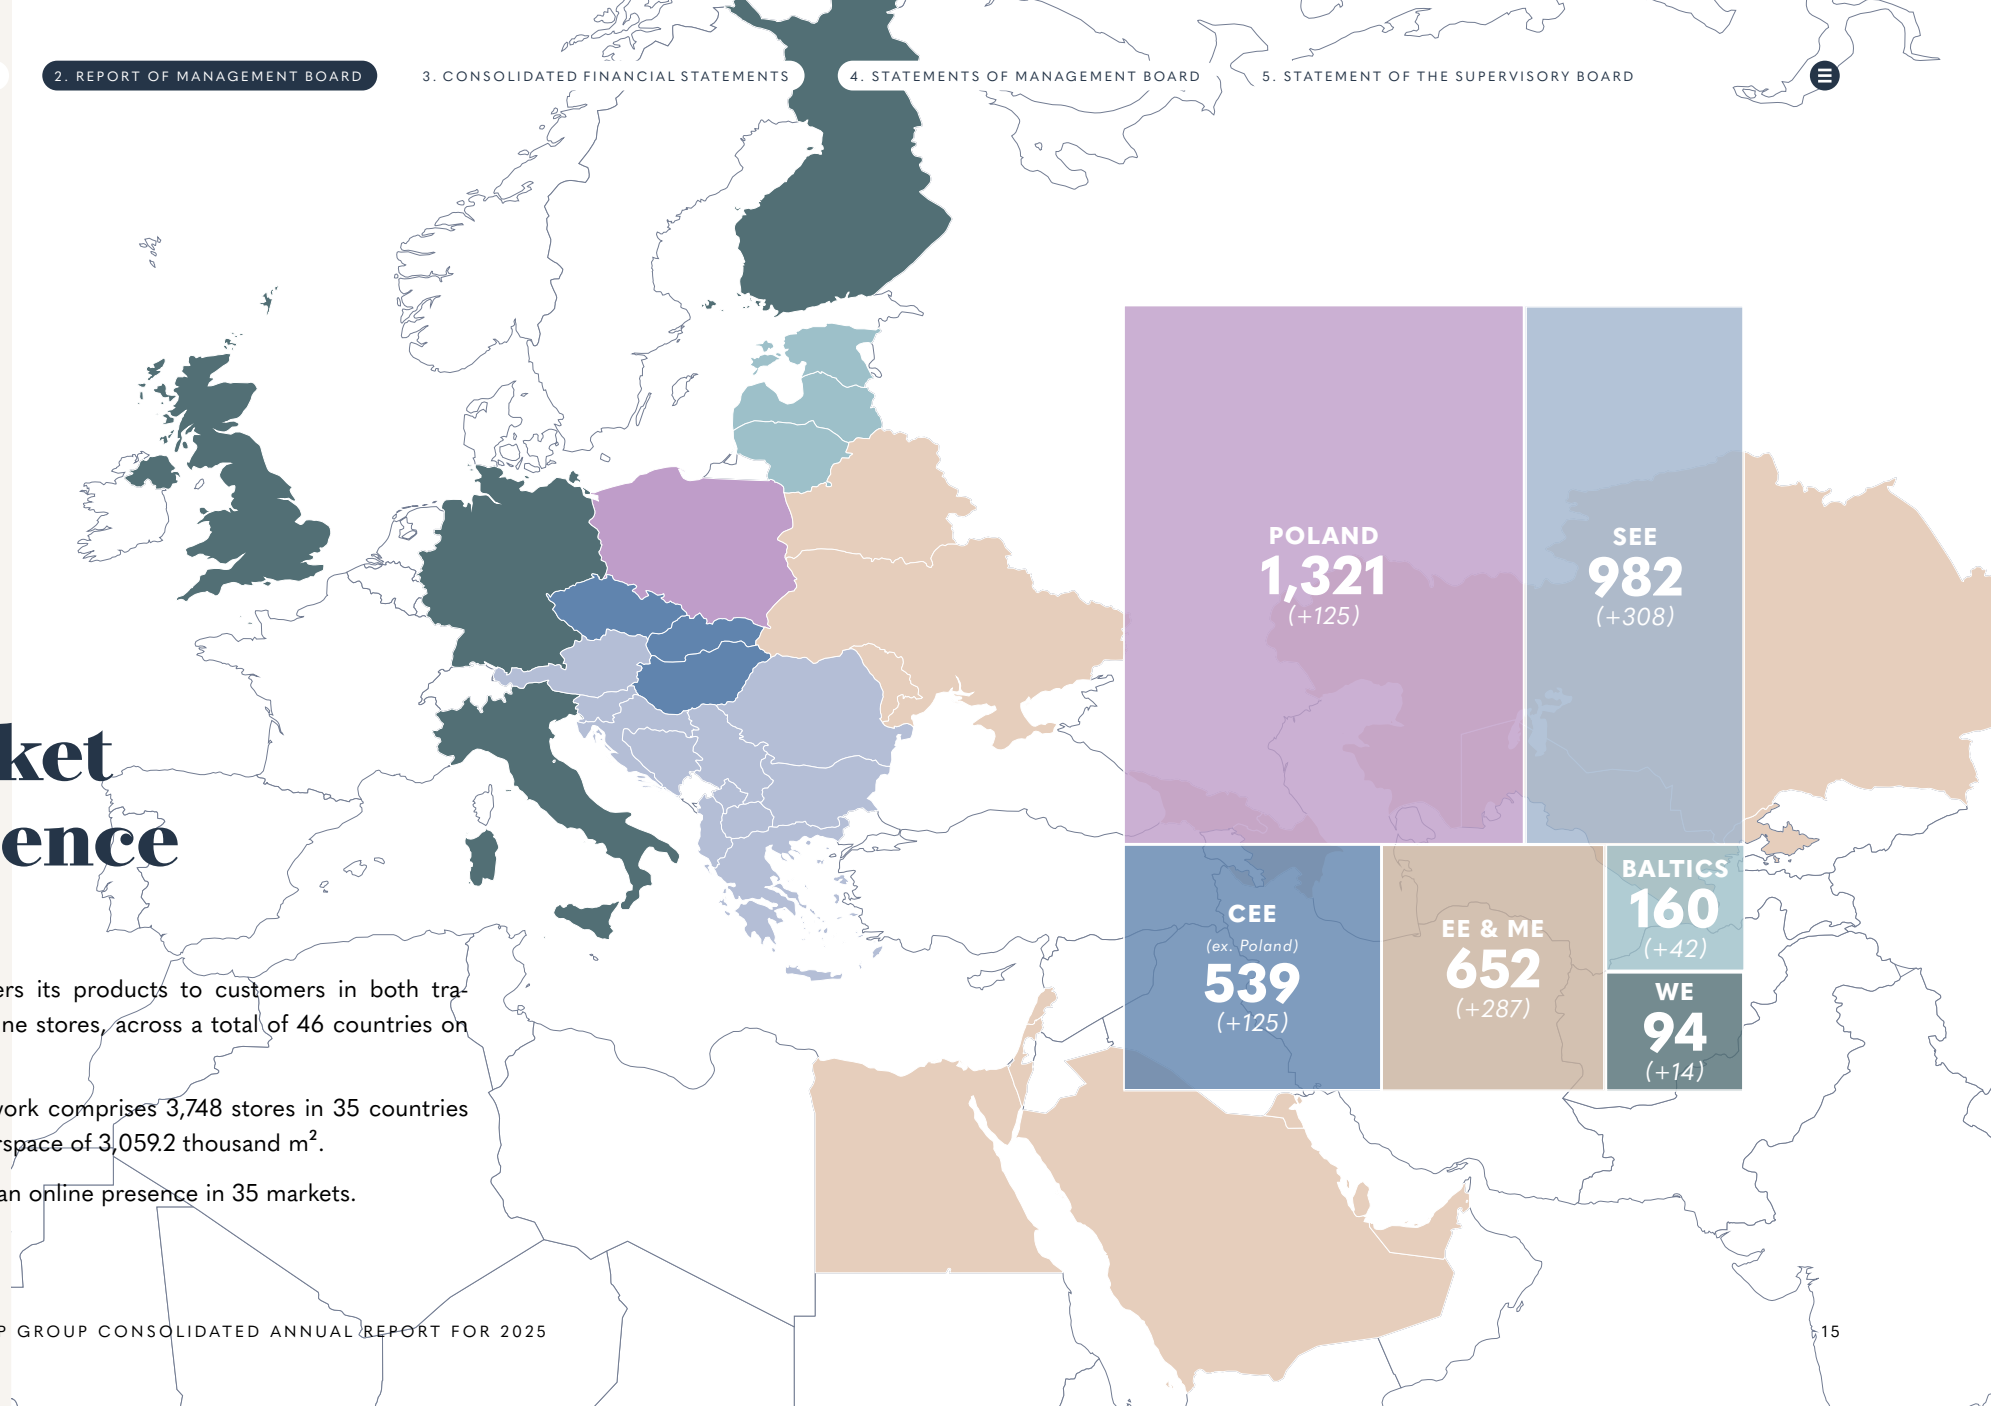 2. REPORT OF MANAGEMENT BOARD
3. CONSOLIDATED FINANCIAL STATEMENTS
4. STATEMENTS OF MANAGEMENT BOARD
5. STATEMENT OF THE SUPERVISORY BOARD
ket
ence
ers its products to customers in both tra-
ne stores, across a total of 46 countries on
work comprises 3,748 stores in 35 countries
rspace of 3,059.2 thousand m².
an online presence in 35 markets.
POLAND
1,321
(+125)
SEE
982
(+308)
CEE
(ex. Poland)
539
(+125)
EE & ME
652
(+287)
BALTICS
160
(+42)
WE
94
(+14)
P GROUP CONSOLIDATED ANNUAL REPORT FOR 2025
15